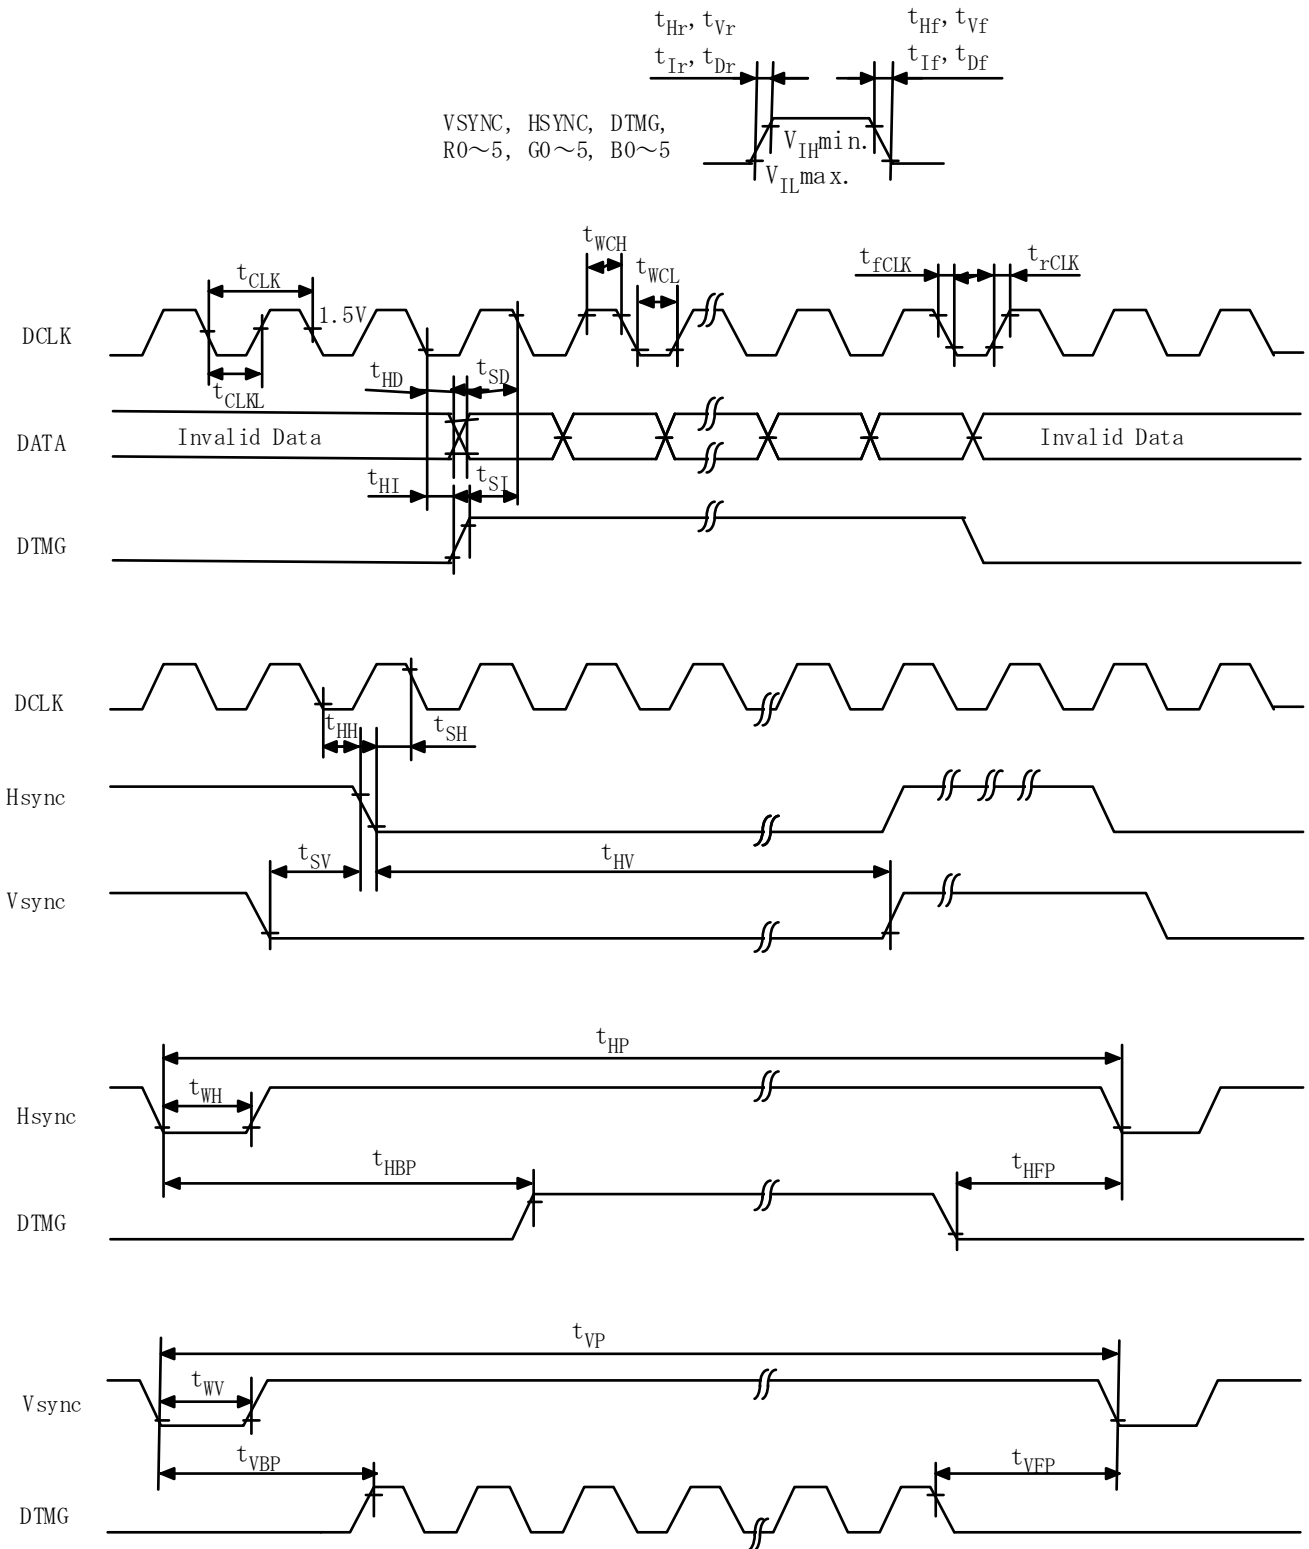 tHr, tVr
tHf, tVf
tIr, tDr
tIf, tDf
VSYNC, HSYNC, DTMG,
R0～5, G0～5, B0～5
VIHmin.
VILmax.
tWCH
tCLK
tWCL
tfCLK
trCLK
1.5V
DCLK
tHD
tSD
tCLKL
DATA
Invalid Data
Invalid Data
tHI
tSI
DTMG
DCLK
tHH
tSH
Hsync
tSV
tHV
Vsync
tHP
tWH
Hsync
tHBP
tHFP
DTMG
tVP
tWV
Vsync
tVBP
tVFP
DTMG